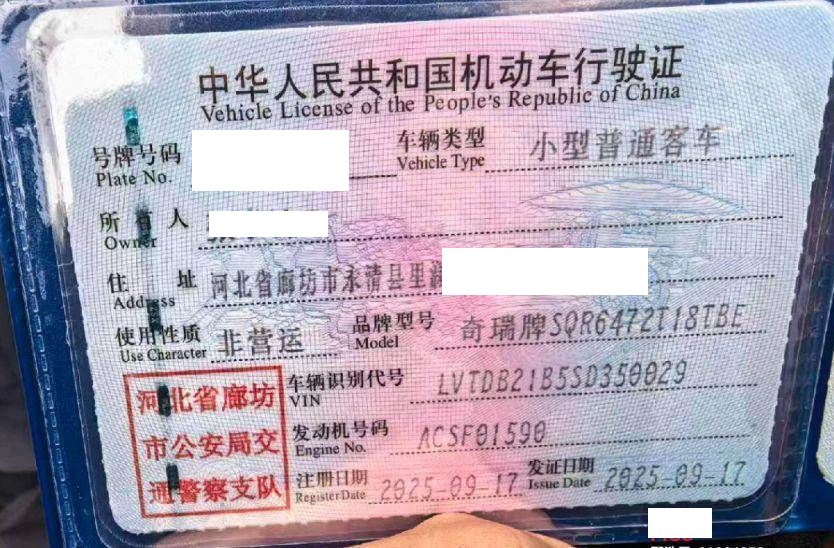 中华人民共和国机动车行驶证
Vehicle License of the People's Republic of China
号牌号码
Plate No.
车辆类型
Vehicle Type
小型普通客车
所有人
Owner
住址
Address
河北省廊坊市永清县里澜
使用性质
Use Character
非营运
品牌型号
Model
奇瑞牌SQR6472T18TBE
河北省廊坊
市公安局交
通警察支队
车辆识别代号
VIN
LVTDB21B5SD350029
发动机号码
Engine No.
ACSF01590
注册日期
Register Date
2025-09-17
发证日期
Issue Date
2025-09-17